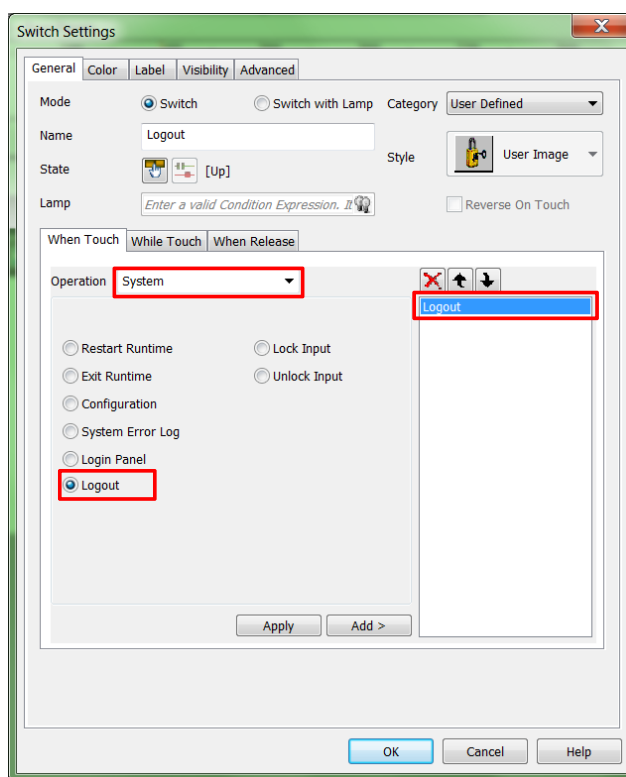 Switch Settings
General Color Label Visibility Advanced
Mode Switch Switch with Lamp Category User Defined
Name Logout
Style User Image
State [Up]
Lamp Enter a valid Condition Expression. It Reverse On Touch
When Touch While Touch When Release
Operation System
Logout
Restart Runtime Lock Input
Exit Runtime Unlock Input
Configuration
System Error Log
Login Panel
Logout
Apply Add >
OK Cancel Help